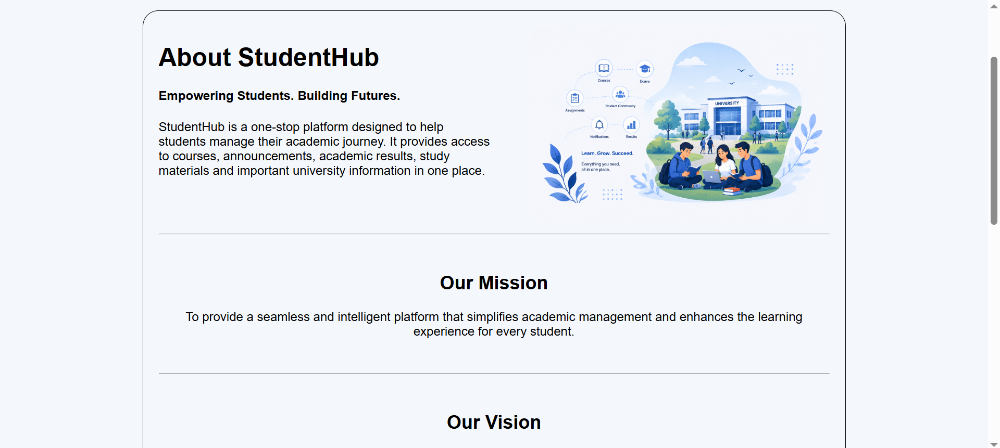 About StudentHub
Empowering Students. Building Futures.
StudentHub is a one-stop platform designed to help
students manage their academic journey. It provides access
to courses, announcements, academic results, study
materials and important university information in one place.
Courses
Exams
Assignments
Student Community
Notifications
Results
Learn. Grow. Succeed.
Everything you need,
all in one place.
UNIVERSITY
Our Mission
To provide a seamless and intelligent platform that simplifies academic management and enhances the learning
experience for every student.
Our Vision